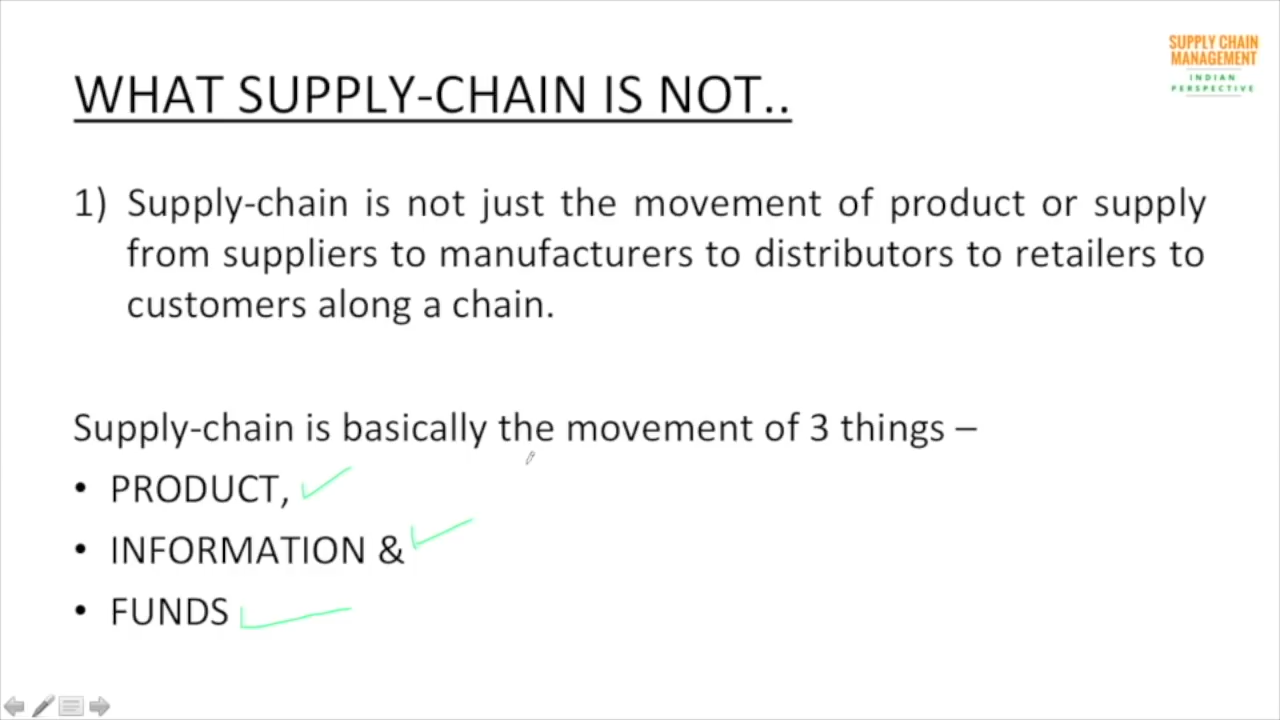 SUPPLY CHAIN
MANAGEMENT
INDIAN
PERSPECTIVE
WHAT SUPPLY-CHAIN IS NOT..
1) Supply-chain is not just the movement of product or supply
from suppliers to manufacturers to distributors to retailers to
customers along a chain.
Supply-chain is basically the movement of 3 things –
• PRODUCT,
• INFORMATION &
• FUNDS